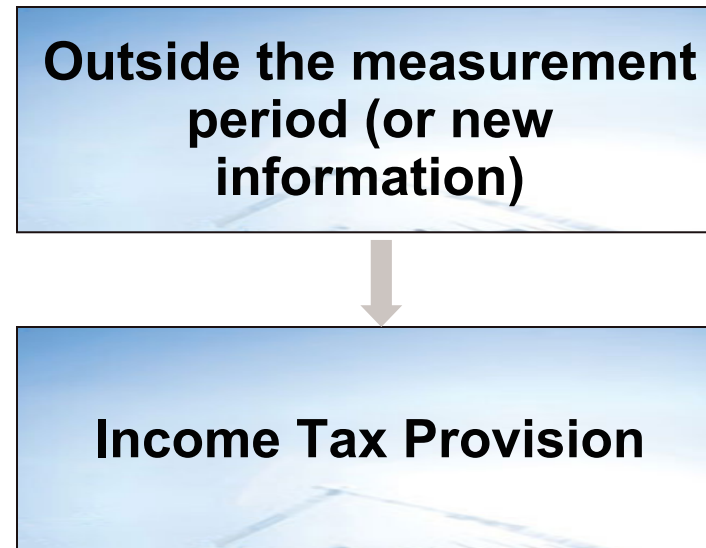 Outside the measurement
period (or new
information)
Income Tax Provision